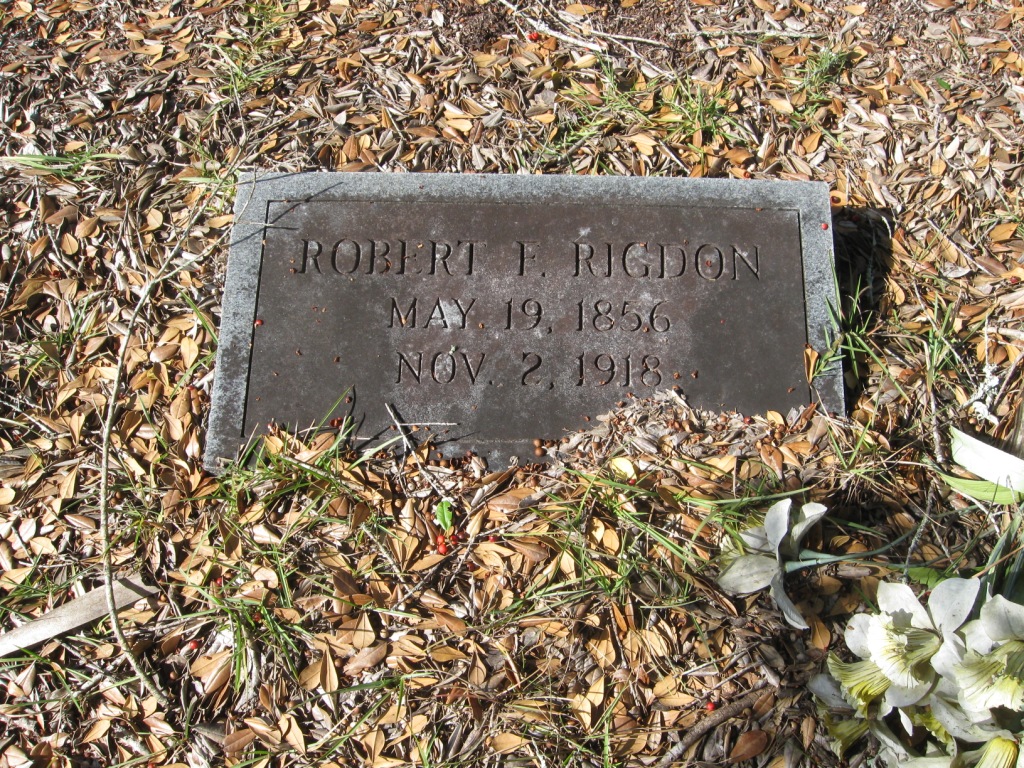 ROBERT F. RIGDON
MAY 19, 1856
NOV. 2, 1918